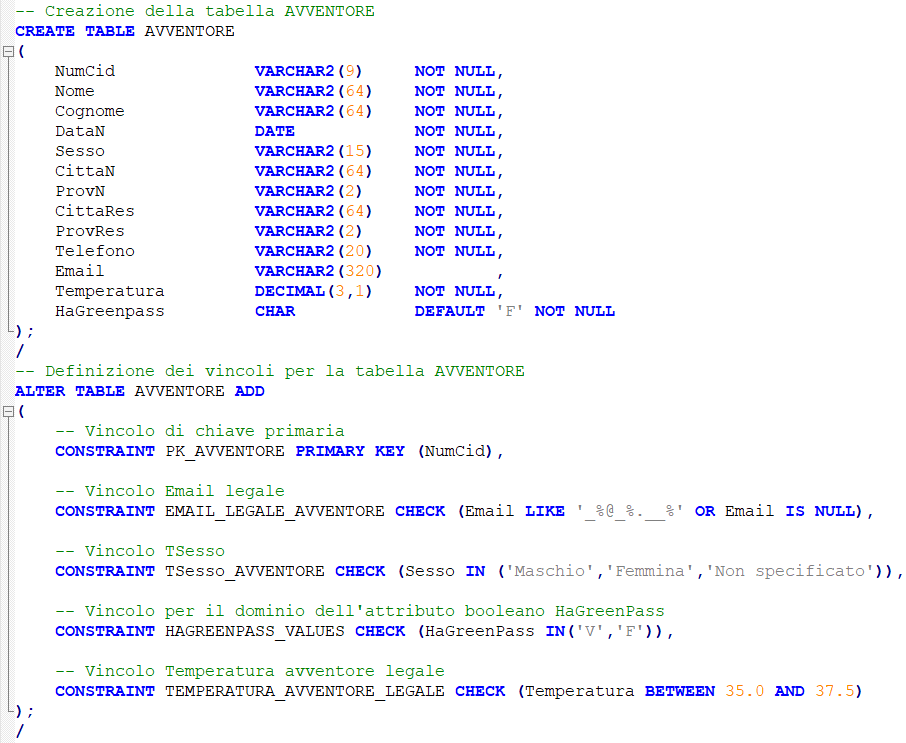 -- Creazione della tabella AVVENTORE
CREATE TABLE AVVENTORE
(
    NumCid              VARCHAR2(9)     NOT NULL,
    Nome                VARCHAR2(64)    NOT NULL,
    Cognome             VARCHAR2(64)    NOT NULL,
    DataN               DATE            NOT NULL,
    Sesso               VARCHAR2(15)    NOT NULL,
    CittaN              VARCHAR2(64)    NOT NULL,
    ProvN               VARCHAR2(2)     NOT NULL,
    CittaRes            VARCHAR2(64)    NOT NULL,
    ProvRes             VARCHAR2(2)     NOT NULL,
    Telefono            VARCHAR2(20)    NOT NULL,
    Email               VARCHAR2(320)           ,
    Temperatura         DECIMAL(3,1)    NOT NULL,
    HaGreenpass         CHAR            DEFAULT 'F' NOT NULL
);
/
-- Definizione dei vincoli per la tabella AVVENTORE
ALTER TABLE AVVENTORE ADD
(
    -- Vincolo di chiave primaria
    CONSTRAINT PK_AVVENTORE PRIMARY KEY (NumCid),

    -- Vincolo Email legale
    CONSTRAINT EMAIL_LEGALE_AVVENTORE CHECK (Email LIKE '_%@_%.__%' OR Email IS NULL),

    -- Vincolo TSesso
    CONSTRAINT TSesso_AVVENTORE CHECK (Sesso IN ('Maschio','Femmina','Non specificato')),

    -- Vincolo per il dominio dell'attributo booleano HaGreenPass
    CONSTRAINT HAGREENPASS_VALUES CHECK (HaGreenPass IN('V','F')),

    -- Vincolo Temperatura avventore legale
    CONSTRAINT TEMPERATURA_AVVENTORE_LEGALE CHECK (Temperatura BETWEEN 35.0 AND 37.5)
);
/